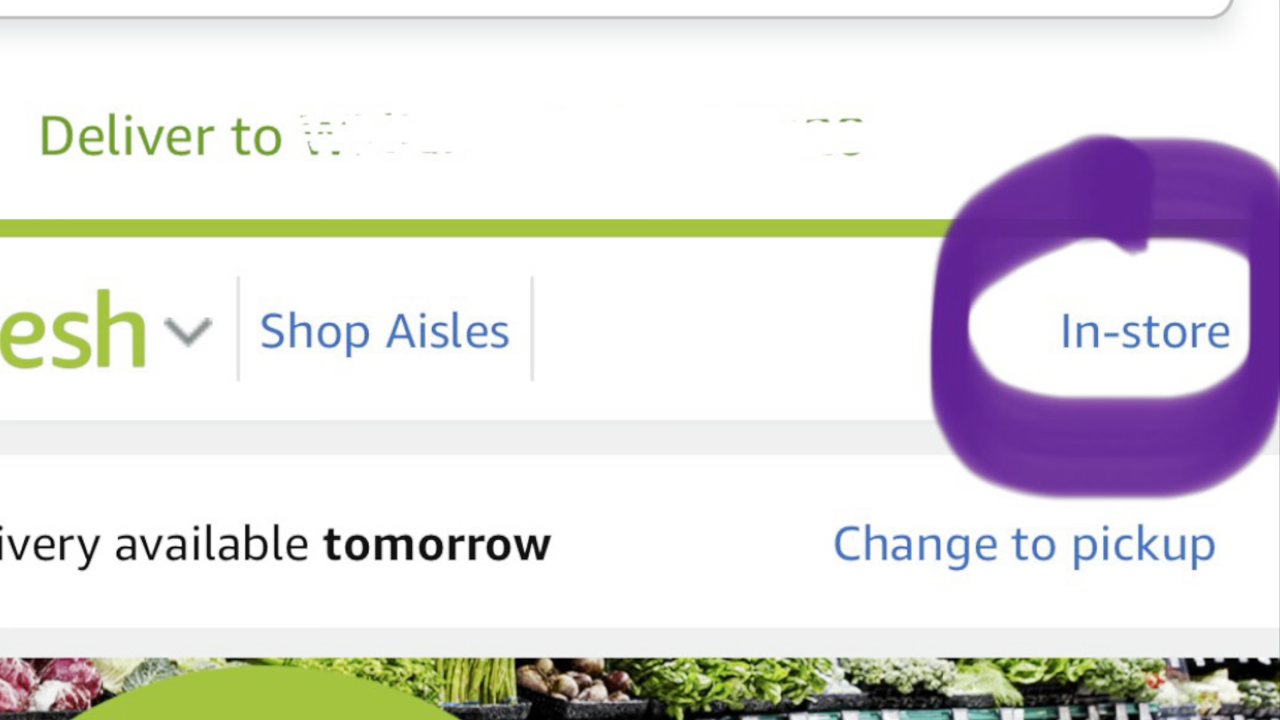 Deliver to
esh Shop Aisles In-store
ivery available tomorrow Change to pickup